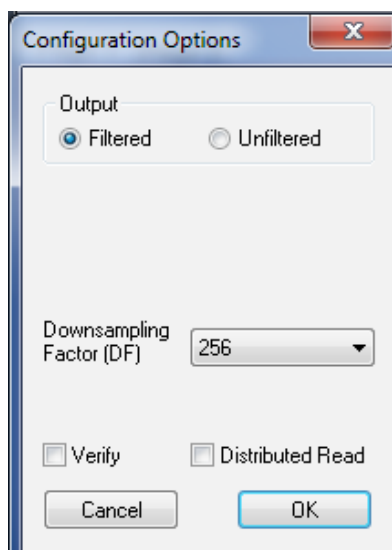 Configuration Options
Output
Filtered
Unfiltered
Downsampling
Factor (DF)
256
Verify
Distributed Read
Cancel
OK